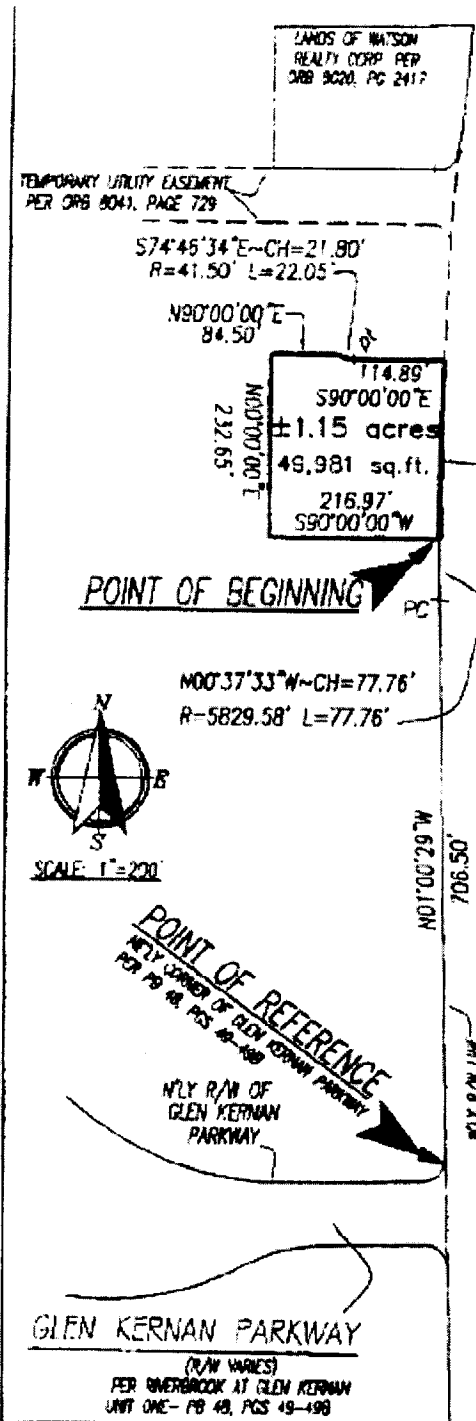 LANDS OF WATSON
REALTY CORP PER
ORB 9020, PG 2417
TEMPORARY UTILITY EASEMENT
PER ORB 8041, PAGE 729
S74°46'34"E~CH=21.80'
R=41.50' L=22.05'
N90°00'00"E
84.50'
114.89'
S90°00'00"E
N00°00'00"E
232.65'
±1.15 acres
49,981 sq.ft.
216.97'
S90°00'00"W
POINT OF BEGINNING
PC
N00°37'33"W~CH=77.76'
R=5829.58' L=77.76'
N
W E
S
SCALE: 1"=200'
N01°00'29"W
706.50'
POINT OF REFERENCE
NE'LY CORNER OF GLEN KERNAN PARKWAY
PER PB 48, PGS 49-49B
N'LY R/W OF
GLEN KERNAN
PARKWAY
W'LY R/W LINE
GLEN KERNAN PARKWAY
(R/W VARIES)
PER RIVERBROOK AT GLEN KERNAN
UNIT ONE- PB 48, PGS 49-49B